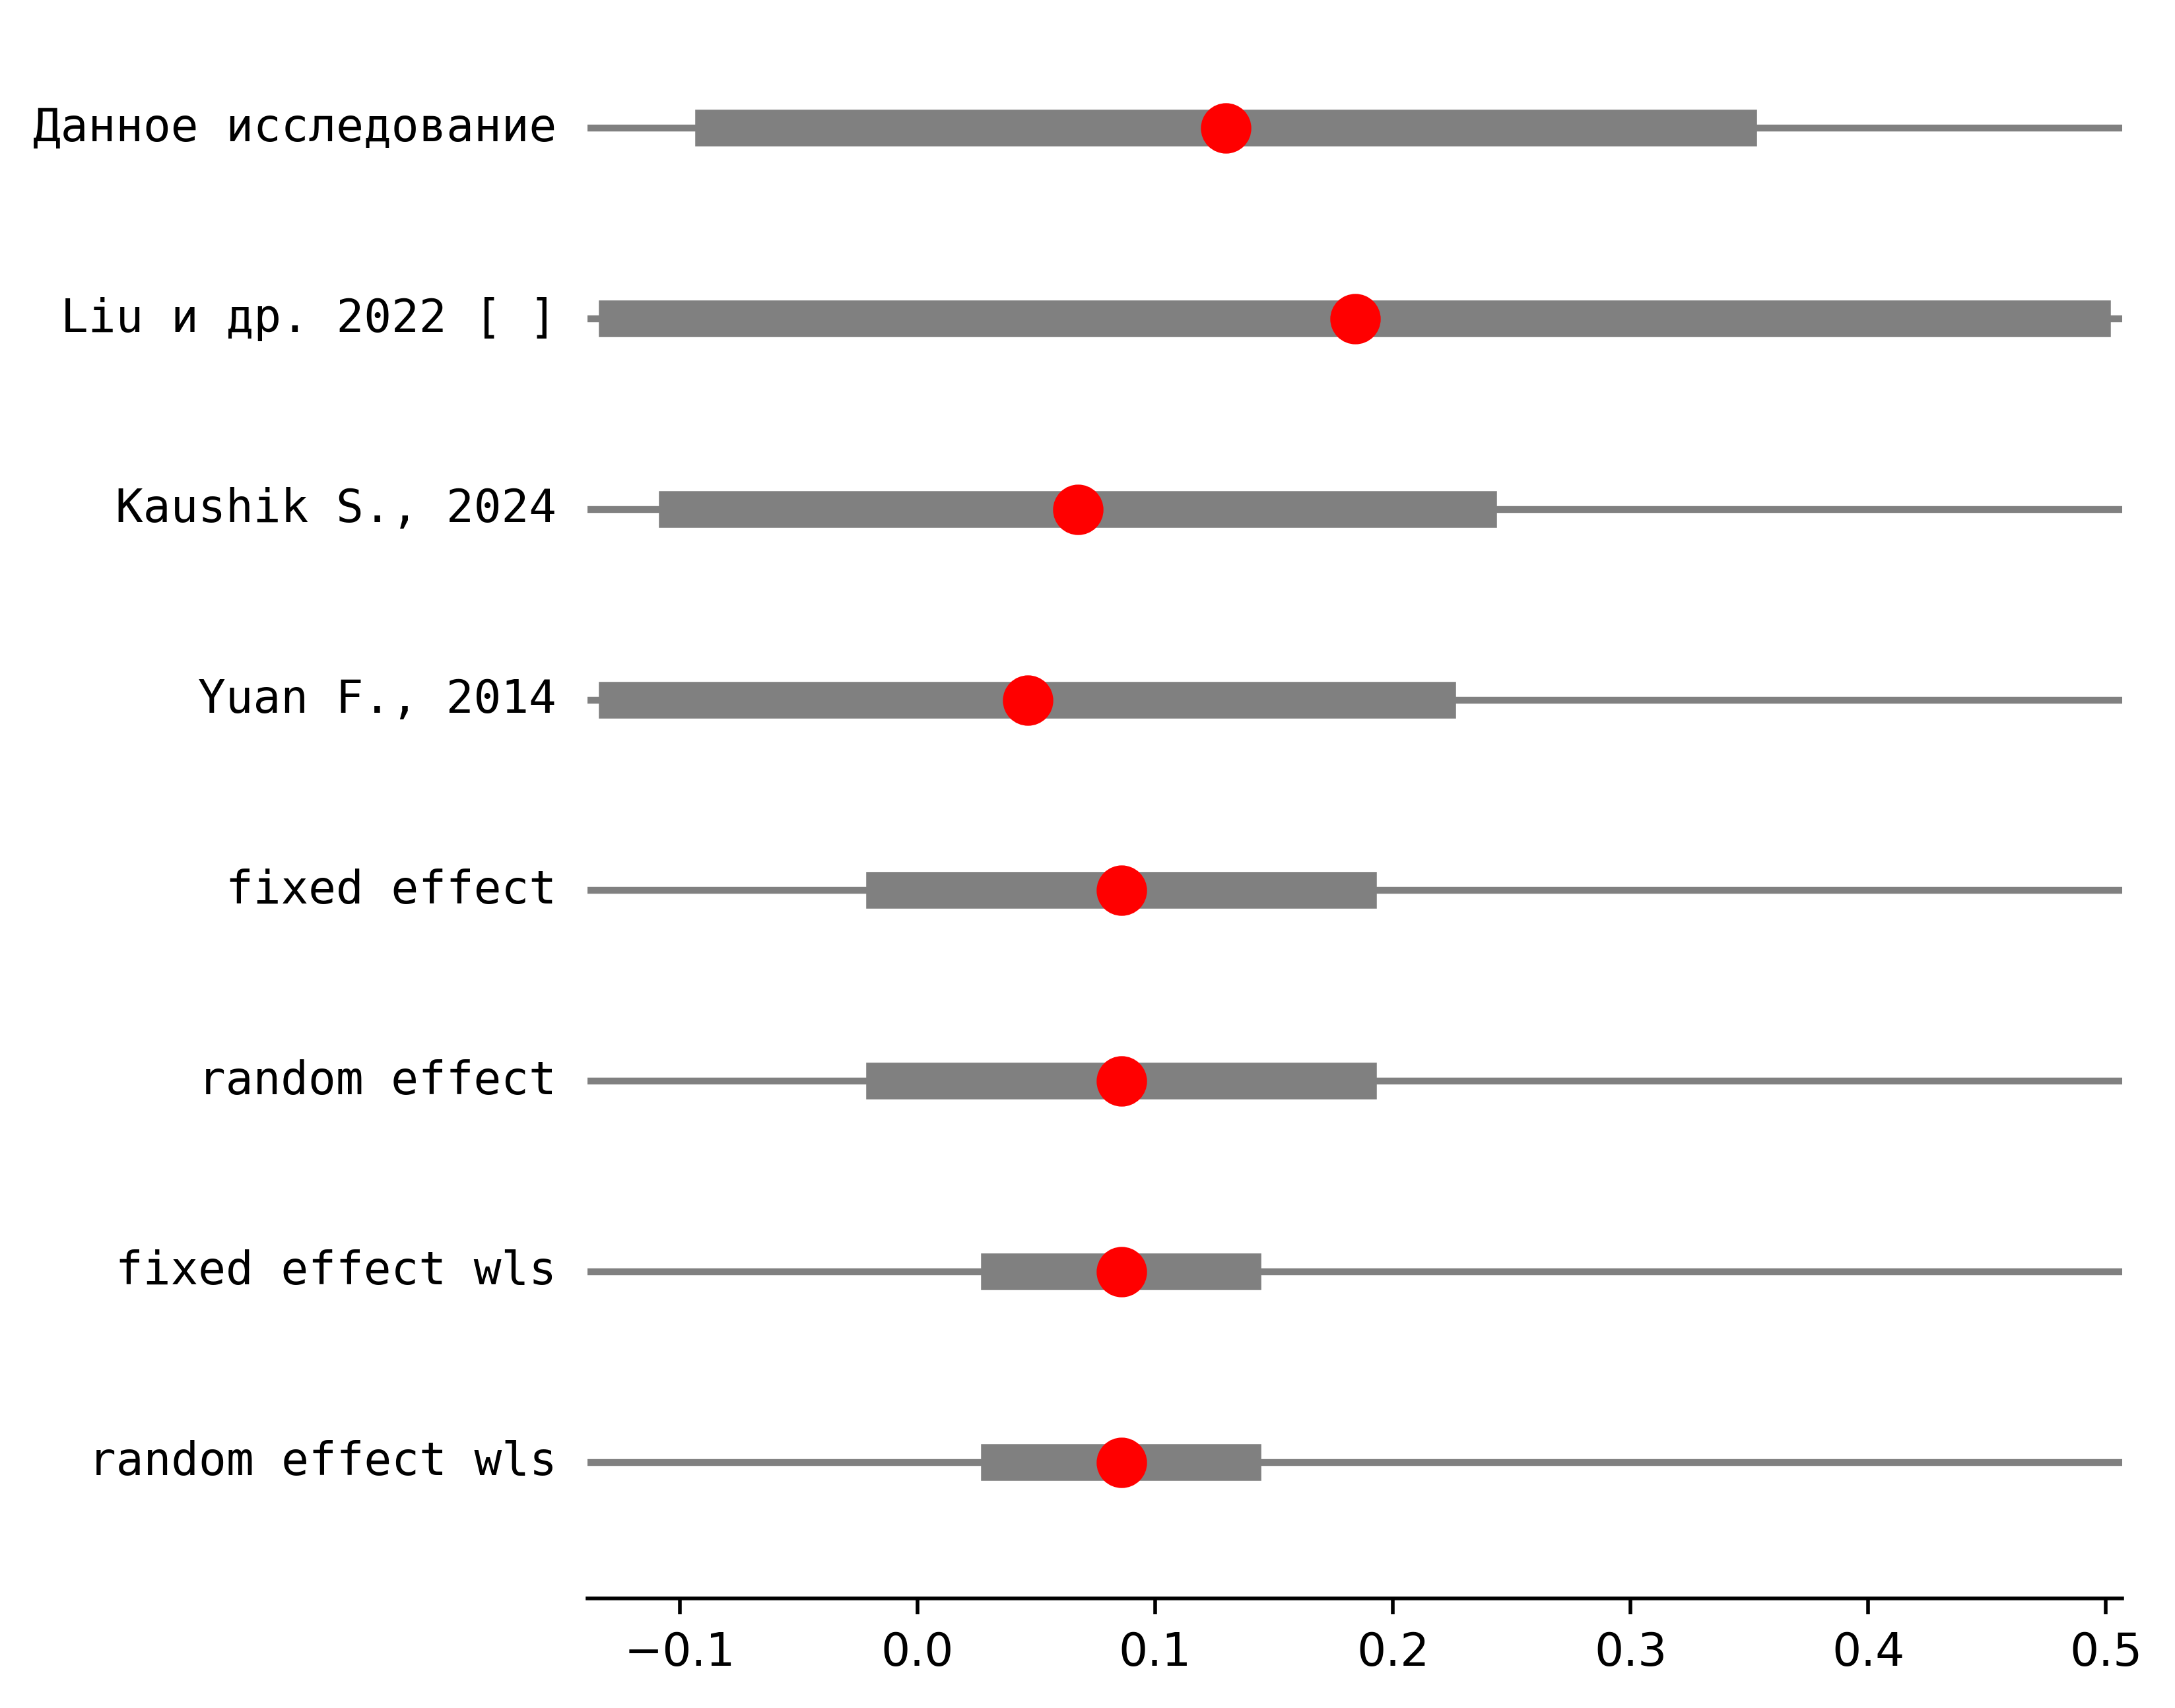 Данное исследование
Liu и др. 2022 [ ]
Kaushik S., 2024
Yuan F., 2014
fixed effect
random effect
fixed effect wls
random effect wls
−0.1 0.0 0.1 0.2 0.3 0.4 0.5